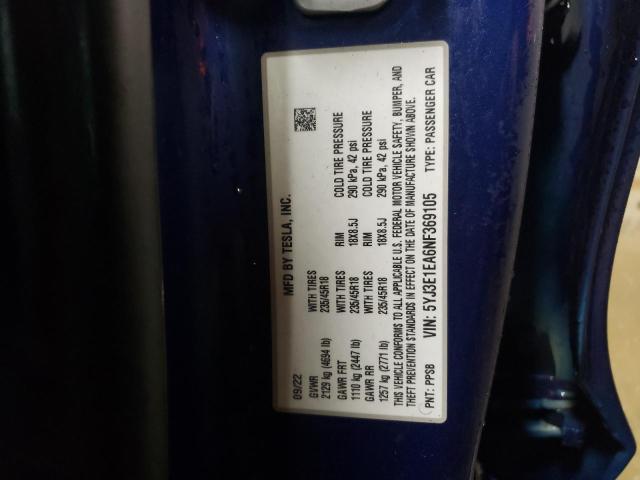 MFD BY TESLA, INC.
09/22
GVWR
2129 kg (4694 lb)
GAWR FRT WITH TIRES RIM COLD TIRE PRESSURE
1110 kg (2447 lb) 235/45R18 18X8.5J 290 kPa, 42 psi
GAWR RR WITH TIRES RIM COLD TIRE PRESSURE
1257 kg (2771 lb) 235/45R18 18X8.5J 290 kPa, 42 psi
THIS VEHICLE CONFORMS TO ALL APPLICABLE U.S. FEDERAL MOTOR VEHICLE SAFETY, BUMPER, AND
THEFT PREVENTION STANDARDS IN EFFECT ON THE DATE OF MANUFACTURE SHOWN ABOVE.
PNT: PPSB VIN: 5YJ3E1EA6NF369105 TYPE: PASSENGER CAR